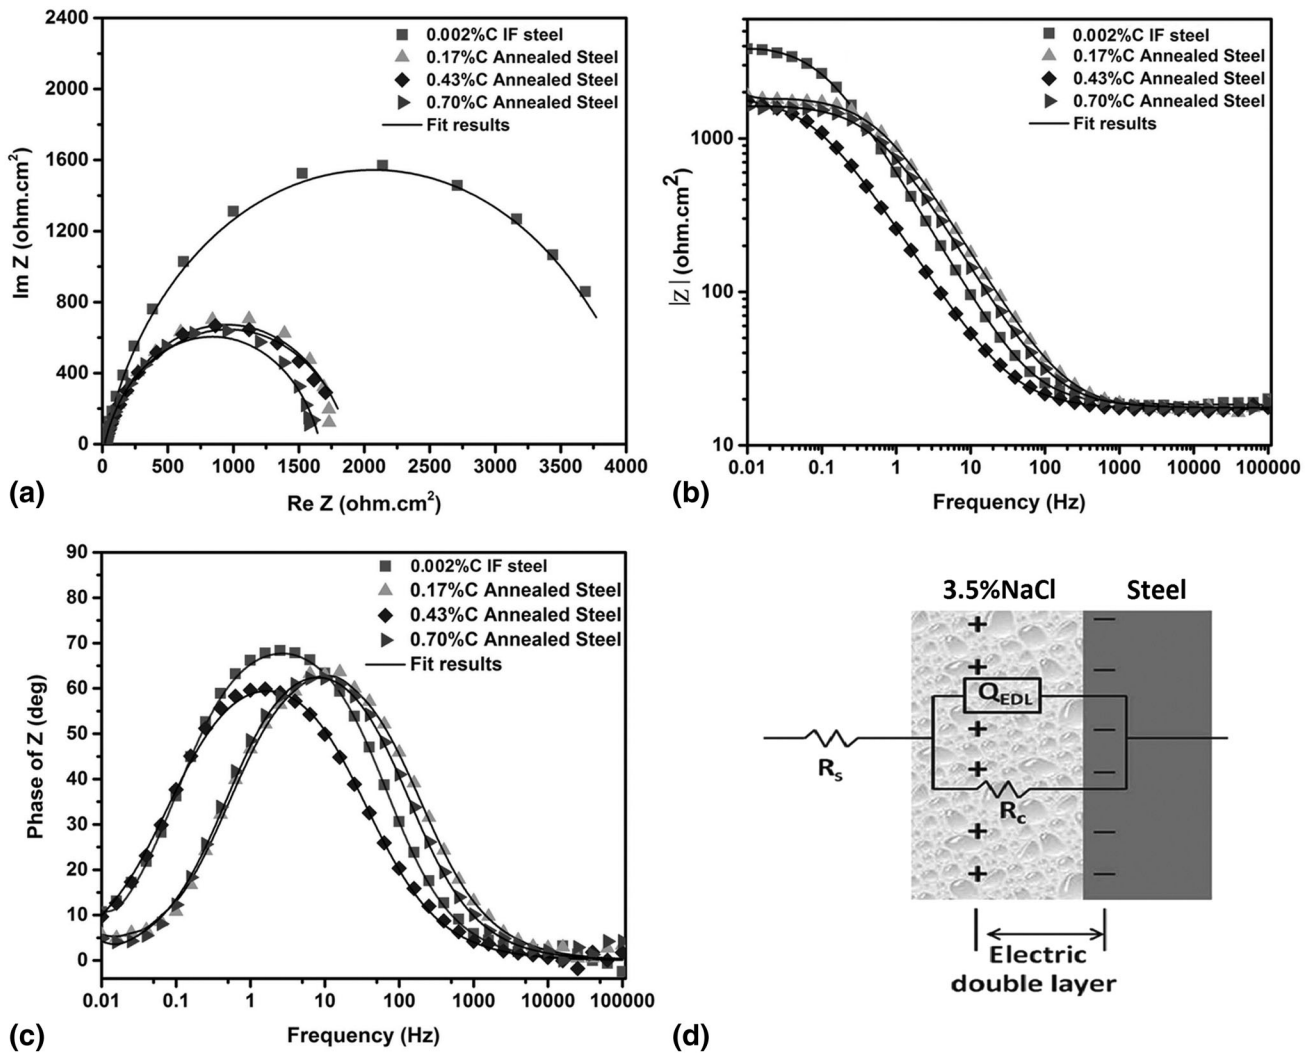 2400
2000
1600
1200
800
400
0
Im Z (ohm.cm²)
0.002%C IF steel
0.17%C Annealed Steel
0.43%C Annealed Steel
0.70%C Annealed Steel
Fit results
0 500 1000 1500 2000 2500 3000 3500 4000
Re Z (ohm.cm²)
(a)
1000
100
10
|Z| (ohm.cm²)
0.002%C IF steel
0.17%C Annealed Steel
0.43%C Annealed Steel
0.70%C Annealed Steel
Fit results
0.01 0.1 1 10 100 1000 10000 100000
Frequency (Hz)
(b)
90
80
70
60
50
40
30
20
10
0
Phase of Z (deg)
0.002%C IF steel
0.17%C Annealed Steel
0.43%C Annealed Steel
0.70%C Annealed Steel
Fit results
0.01 0.1 1 10 100 1000 10000 100000
Frequency (Hz)
(c)
3.5%NaCl Steel
+ −
+ −
Q_EDL
+ −
+ −
R_s
R_c
+ −
+ −
Electric
double layer
(d)